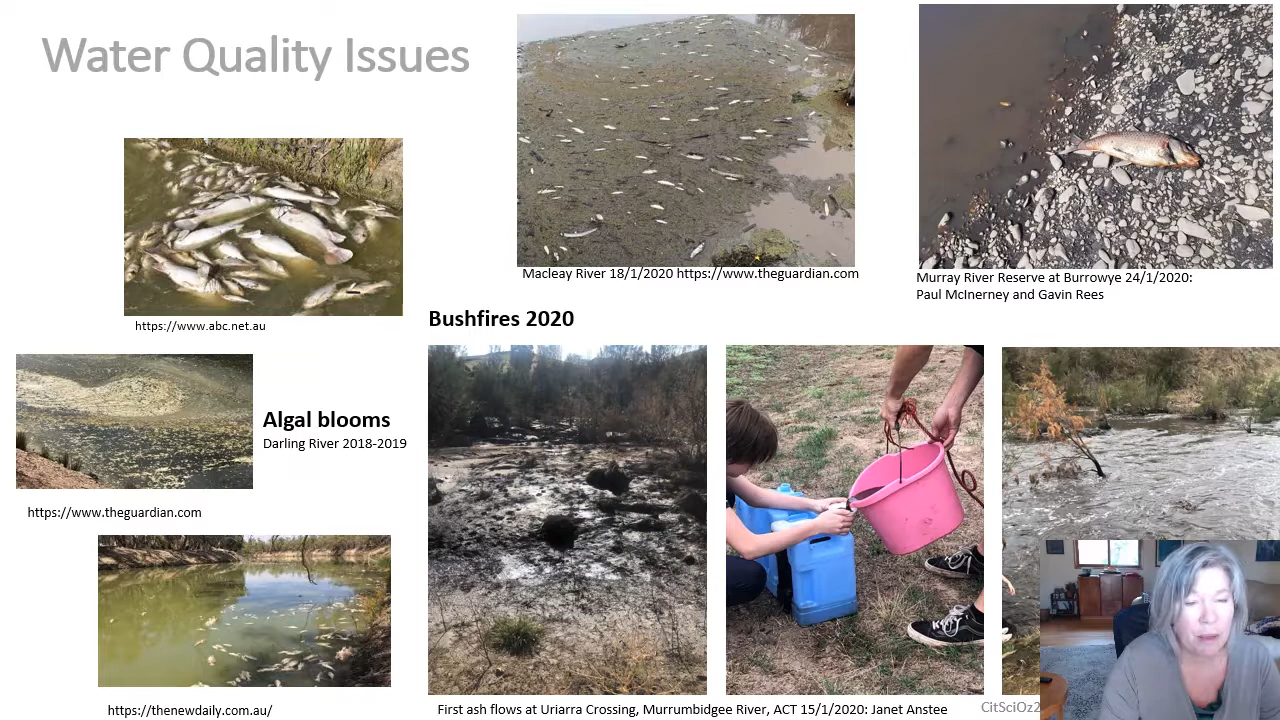 Water Quality Issues
Macleay River 18/1/2020 https://www.theguardian.com
Murray River Reserve at Burrowye 24/1/2020:
Paul McInerney and Gavin Rees
https://www.abc.net.au
Bushfires 2020
Algal blooms
Darling River 2018-2019
https://www.theguardian.com
https://thenewdaily.com.au/
First ash flows at Uriarra Crossing, Murrumbidgee River, ACT 15/1/2020: Janet Anstee